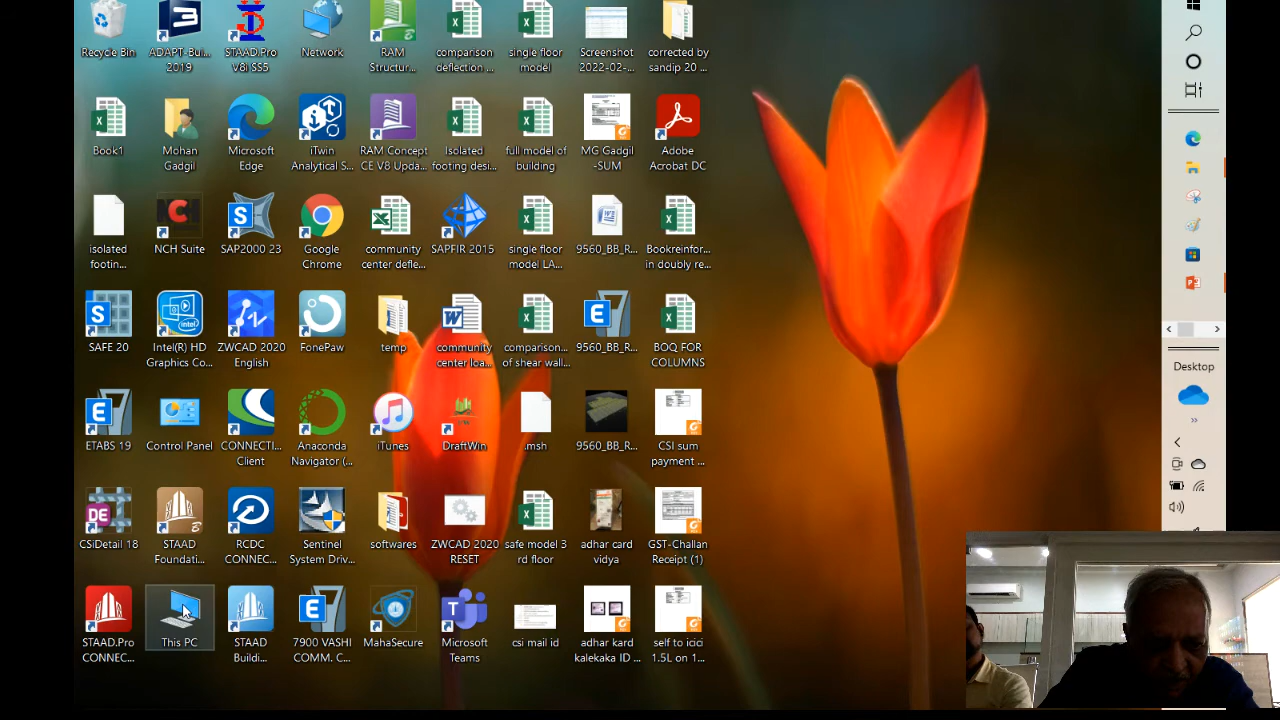 Recycle Bin
ADAPT-Bui...
2019
STAAD.Pro
V8i SS5
Network
RAM
Structur...
comparison
deflection ...
single floor
model
Screenshot
2022-02-...
corrected by
sandip 20 ...
Book1
Mohan
Gadgil
Microsoft
Edge
iTwin
Analytical S...
RAM Concept
CE V8 Upda...
Isolated
footing desi...
full model of
building
MG Gadgil
-SUM
Adobe
Acrobat DC
isolated
footin...
NCH Suite
SAP2000 23
Google
Chrome
community
center defle...
SAPFIR 2015
single floor
model LA...
9560_BB_R...
Bookreinfor...
in doubly re...
SAFE 20
Intel(R) HD
Graphics Co...
ZWCAD 2020
English
FonePaw
temp
community
center loa...
comparison...
of shear wall...
9560_BB_R...
BOQ FOR
COLUMNS
ETABS 19
Control Panel
CONNECTI...
Client
Anaconda
Navigator (...
iTunes
DraftWin
.msh
9560_BB_R...
CSI sum
payment ...
CSiDetail 18
STAAD
Foundati...
RCDC
CONNEC...
Sentinel
System Driv...
softwares
ZWCAD 2020
RESET
safe model 3
rd floor
adhar card
vidya
GST-Challan
Receipt (1)
STAAD.Pro
CONNEC...
This PC
STAAD
Buildi...
7900 VASHI
COMM. C...
MahaSecure
Microsoft
Teams
csi mail id
adhar kard
kalekaka ID ...
self to icici
1.5L on 1...
Desktop